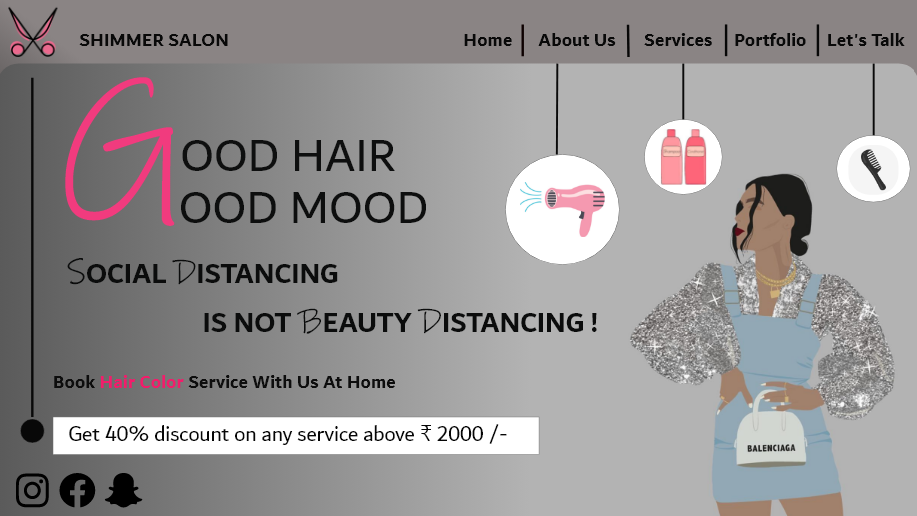 SHIMMER SALON
Home
About Us
Services
Portfolio
Let's Talk
GOOD HAIR
GOOD MOOD
SOCIAL DISTANCING
IS NOT BEAUTY DISTANCING !
Book Hair Color Service With Us At Home
Get 40% discount on any service above ₹ 2000 /-
BALENCIAGA